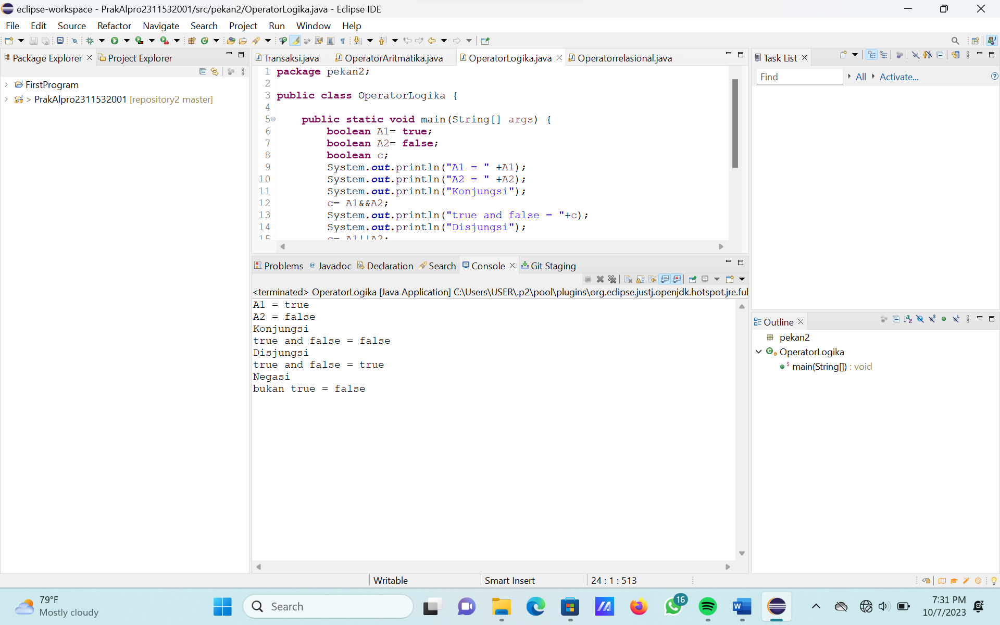 eclipse-workspace - PrakAlpro2311532001/src/pekan2/OperatorLogika.java - Eclipse IDE
File Edit Source Refactor Navigate Search Project Run Window Help
Package Explorer Project Explorer
FirstProgram
> PrakAlpro2311532001 [repository2 master]
Transaksi.java OperatorAritmatika.java OperatorLogika.java Operatorrelasional.java
1 package pekan2;
2
3 public class OperatorLogika {
4
5 public static void main(String[] args) {
6 boolean A1= true;
7 boolean A2= false;
8 boolean c;
9 System.out.println("A1 = " +A1);
10 System.out.println("A2 = " +A2);
11 System.out.println("Konjungsi");
12 c= A1&&A2;
13 System.out.println("true and false = "+c);
14 System.out.println("Disjungsi");
15 c= A1||A2;
Problems Javadoc Declaration Search Console Git Staging
<terminated> OperatorLogika [Java Application] C:\Users\USER\.p2\pool\plugins\org.eclipse.justj.openjdk.hotspot.jre.ful
A1 = true
A2 = false
Konjungsi
true and false = false
Disjungsi
true and false = true
Negasi
bukan true = false
Task List
Find All Activate...
Outline
pekan2
OperatorLogika
main(String[]) : void
Writable Smart Insert 24 : 1 : 513
79°F
Mostly cloudy
Search
16
7:31 PM
10/7/2023